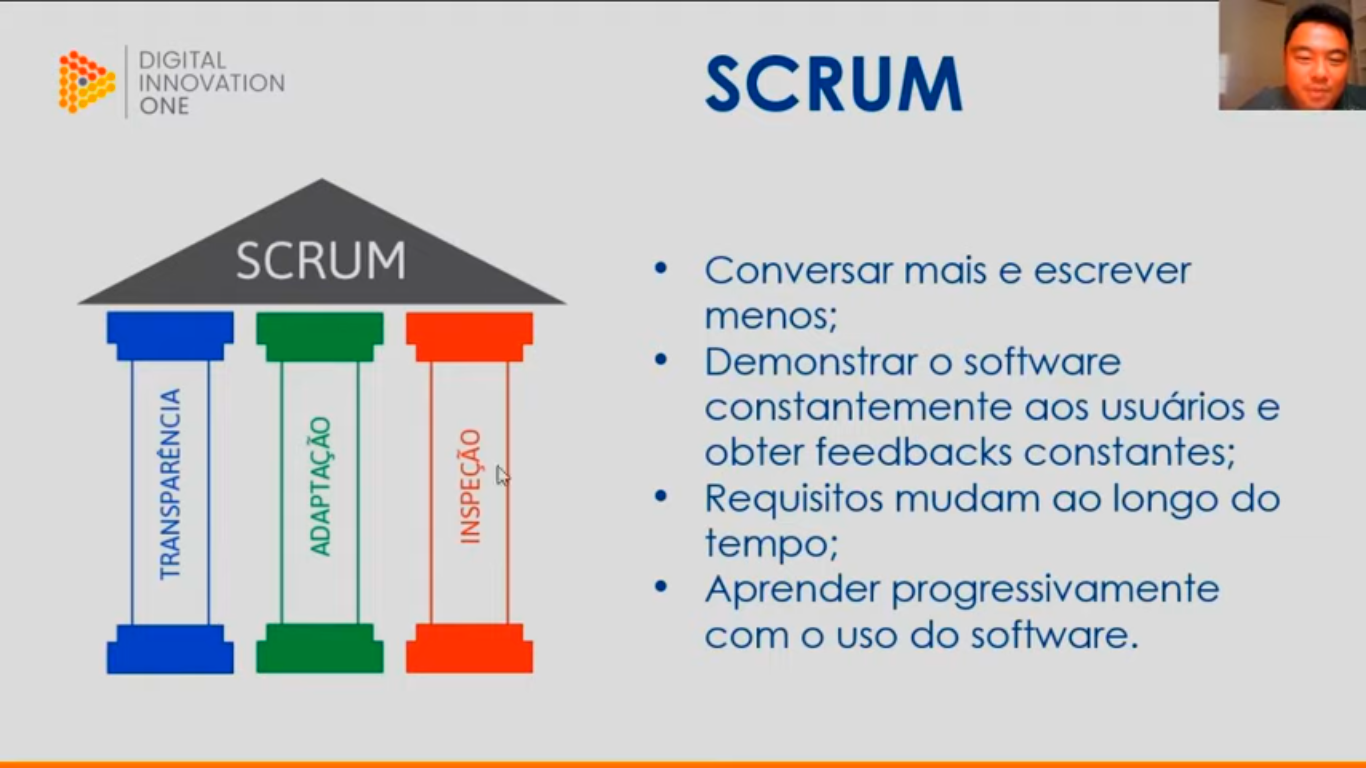 DIGITAL
INNOVATION
ONE
SCRUM
SCRUM
TRANSPARÊNCIA
ADAPTAÇÃO
INSPEÇÃO
• Conversar mais e escrever
menos;
• Demonstrar o software
constantemente aos usuários e
obter feedbacks constantes;
• Requisitos mudam ao longo do
tempo;
• Aprender progressivamente
com o uso do software.